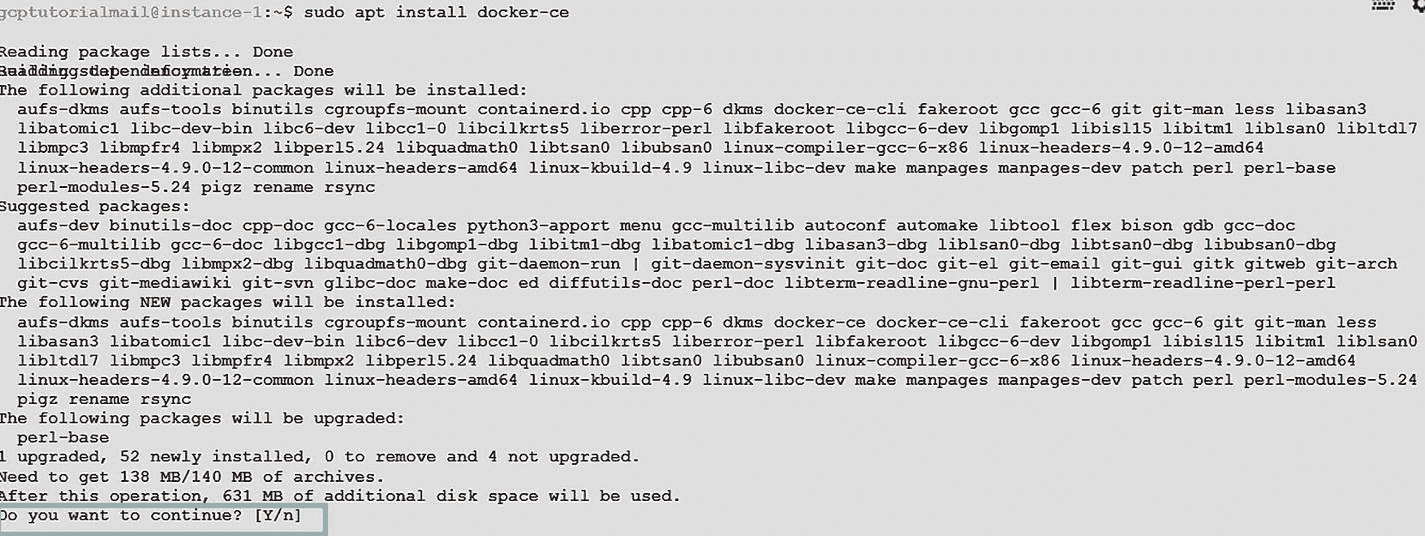 gcptutorialmail@instance-1:~$ sudo apt install docker-ce
Reading package lists... Done
... Done
The following additional packages will be installed:
aufs-dkms aufs-tools binutils cgroupfs-mount containerd.io cpp cpp-6 dkms docker-ce-cli fakeroot gcc gcc-6 git git-man less libasan3
libatomic1 libc-dev-bin libc6-dev libcc1-0 libcilkrts5 liberror-perl libfakeroot libgcc-6-dev libgomp1 libisl15 libitm1 liblsan0 libltdl7
libmpc3 libmpfr4 libmpx2 libperl5.24 libquadmath0 libtsan0 libubsan0 linux-compiler-gcc-6-x86 linux-headers-4.9.0-12-amd64
linux-headers-4.9.0-12-common linux-headers-amd64 linux-kbuild-4.9 linux-libc-dev make manpages manpages-dev patch perl perl-base
perl-modules-5.24 pigz rename rsync
Suggested packages:
aufs-dev binutils-doc cpp-doc gcc-6-locales python3-apport menu gcc-multilib autoconf automake libtool flex bison gdb gcc-doc
gcc-6-multilib gcc-6-doc libgcc1-dbg libgomp1-dbg libitm1-dbg libatomic1-dbg libasan3-dbg liblsan0-dbg libtsan0-dbg libubsan0-dbg
libcilkrts5-dbg libmpx2-dbg libquadmath0-dbg git-daemon-run | git-daemon-sysvinit git-doc git-el git-email git-gui gitk gitweb git-arch
git-cvs git-mediawiki git-svn glibc-doc make-doc ed diffutils-doc perl-doc libterm-readline-gnu-perl | libterm-readline-perl-perl
The following NEW packages will be installed:
aufs-dkms aufs-tools binutils cgroupfs-mount containerd.io cpp cpp-6 dkms docker-ce docker-ce-cli fakeroot gcc gcc-6 git git-man less
libasan3 libatomic1 libc-dev-bin libc6-dev libcc1-0 libcilkrts5 liberror-perl libfakeroot libgcc-6-dev libgomp1 libisl15 libitm1 liblsan0
libltdl7 libmpc3 libmpfr4 libmpx2 libperl5.24 libquadmath0 libtsan0 libubsan0 linux-compiler-gcc-6-x86 linux-headers-4.9.0-12-amd64
linux-headers-4.9.0-12-common linux-headers-amd64 linux-kbuild-4.9 linux-libc-dev make manpages manpages-dev patch perl perl-modules-5.24
pigz rename rsync
The following packages will be upgraded:
perl-base
1 upgraded, 52 newly installed, 0 to remove and 4 not upgraded.
Need to get 138 MB/140 MB of archives.
After this operation, 631 MB of additional disk space will be used.
Do you want to continue? [Y/n]